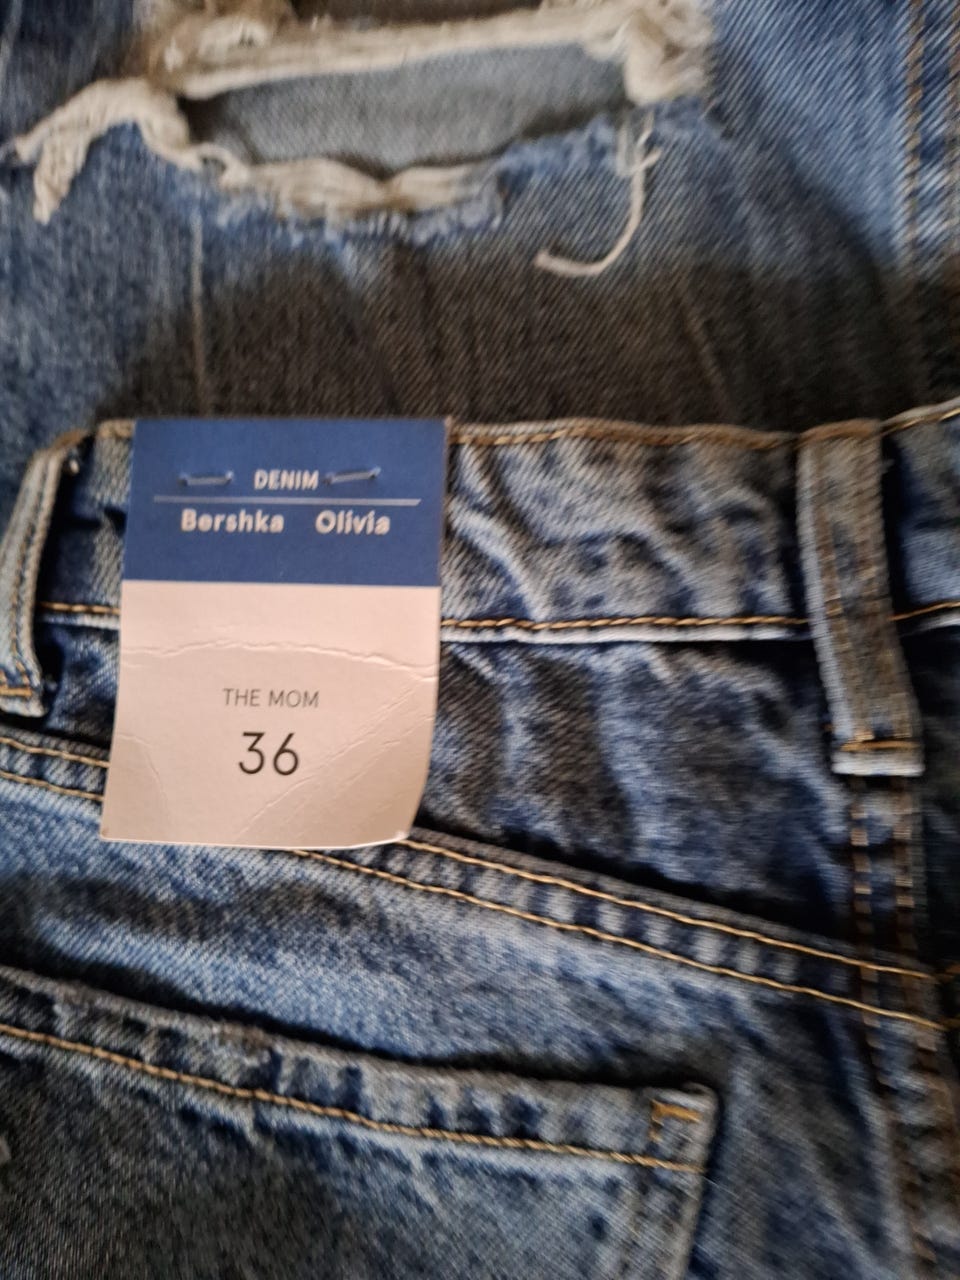 DENIM
Bershka Olivia
THE MOM
36